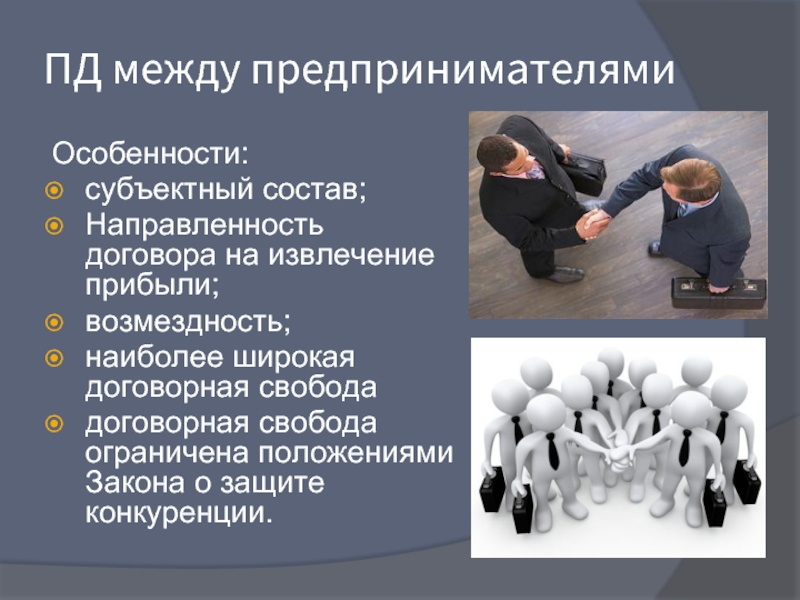 ПД между предпринимателями
Особенности:
субъектный состав;
Направленность
договора на извлечение
прибыли;
возмездность;
наиболее широкая
договорная свобода
договорная свобода
ограничена положениями
Закона о защите
конкуренции.